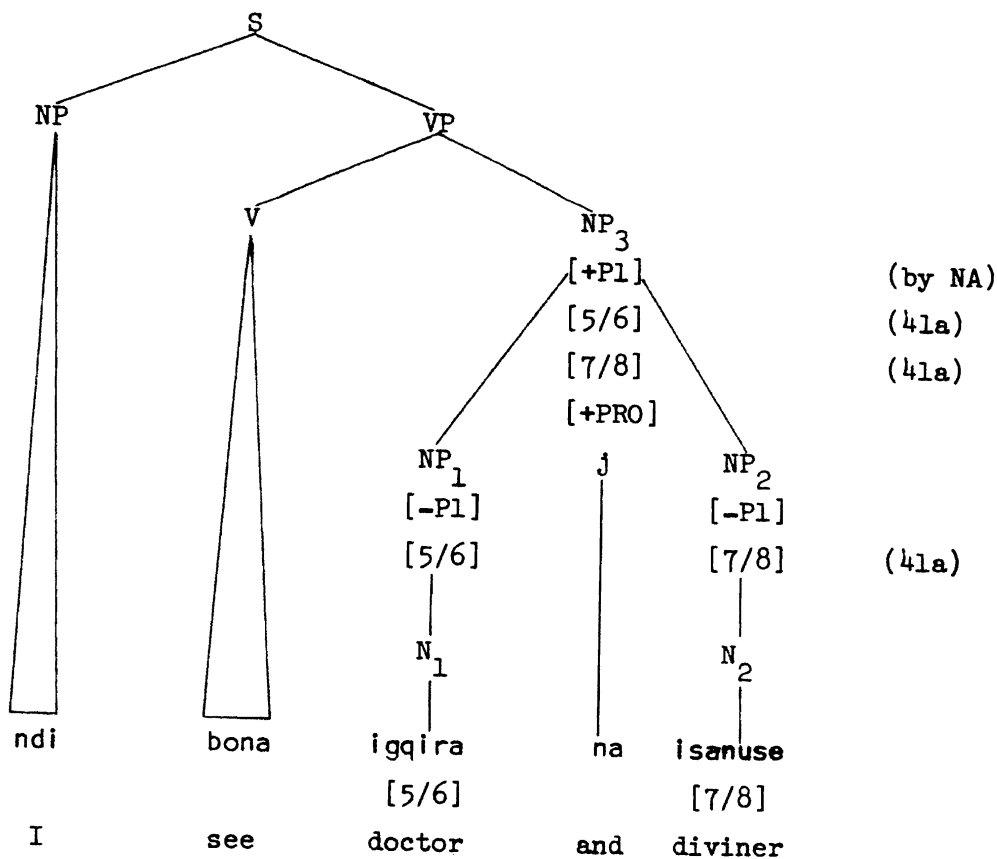 S
NP VP
V NP3
[+Pl] (by NA)
[5/6] (41a)
[7/8] (41a)
[+PRO]
NP1 j NP2
[-Pl] [-Pl]
[5/6] [7/8] (41a)
N1 N2
ndi bona igqira na isanuse
[5/6] [7/8]
I see doctor and diviner